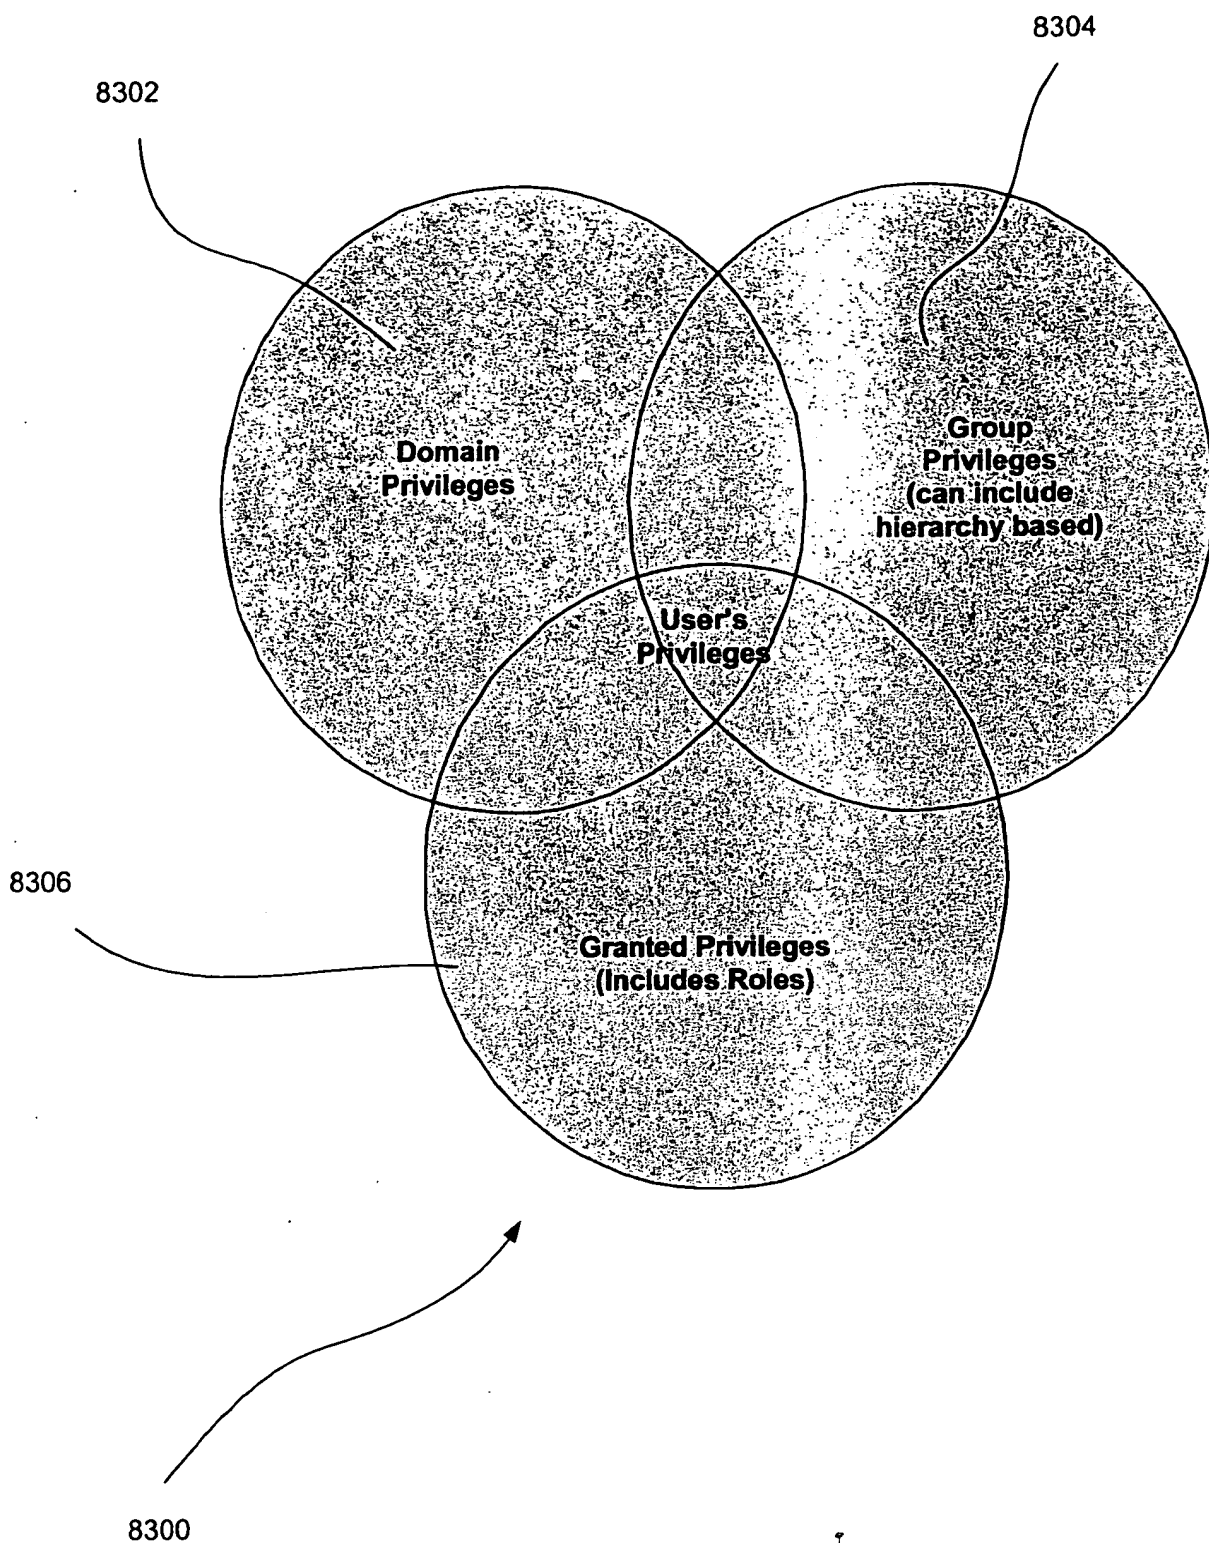 8304
8302
Domain
Privileges
Group
Privileges
(can include
hierarchy based)
User's
Privileges
8306
Granted Privileges
(Includes Roles)
8300